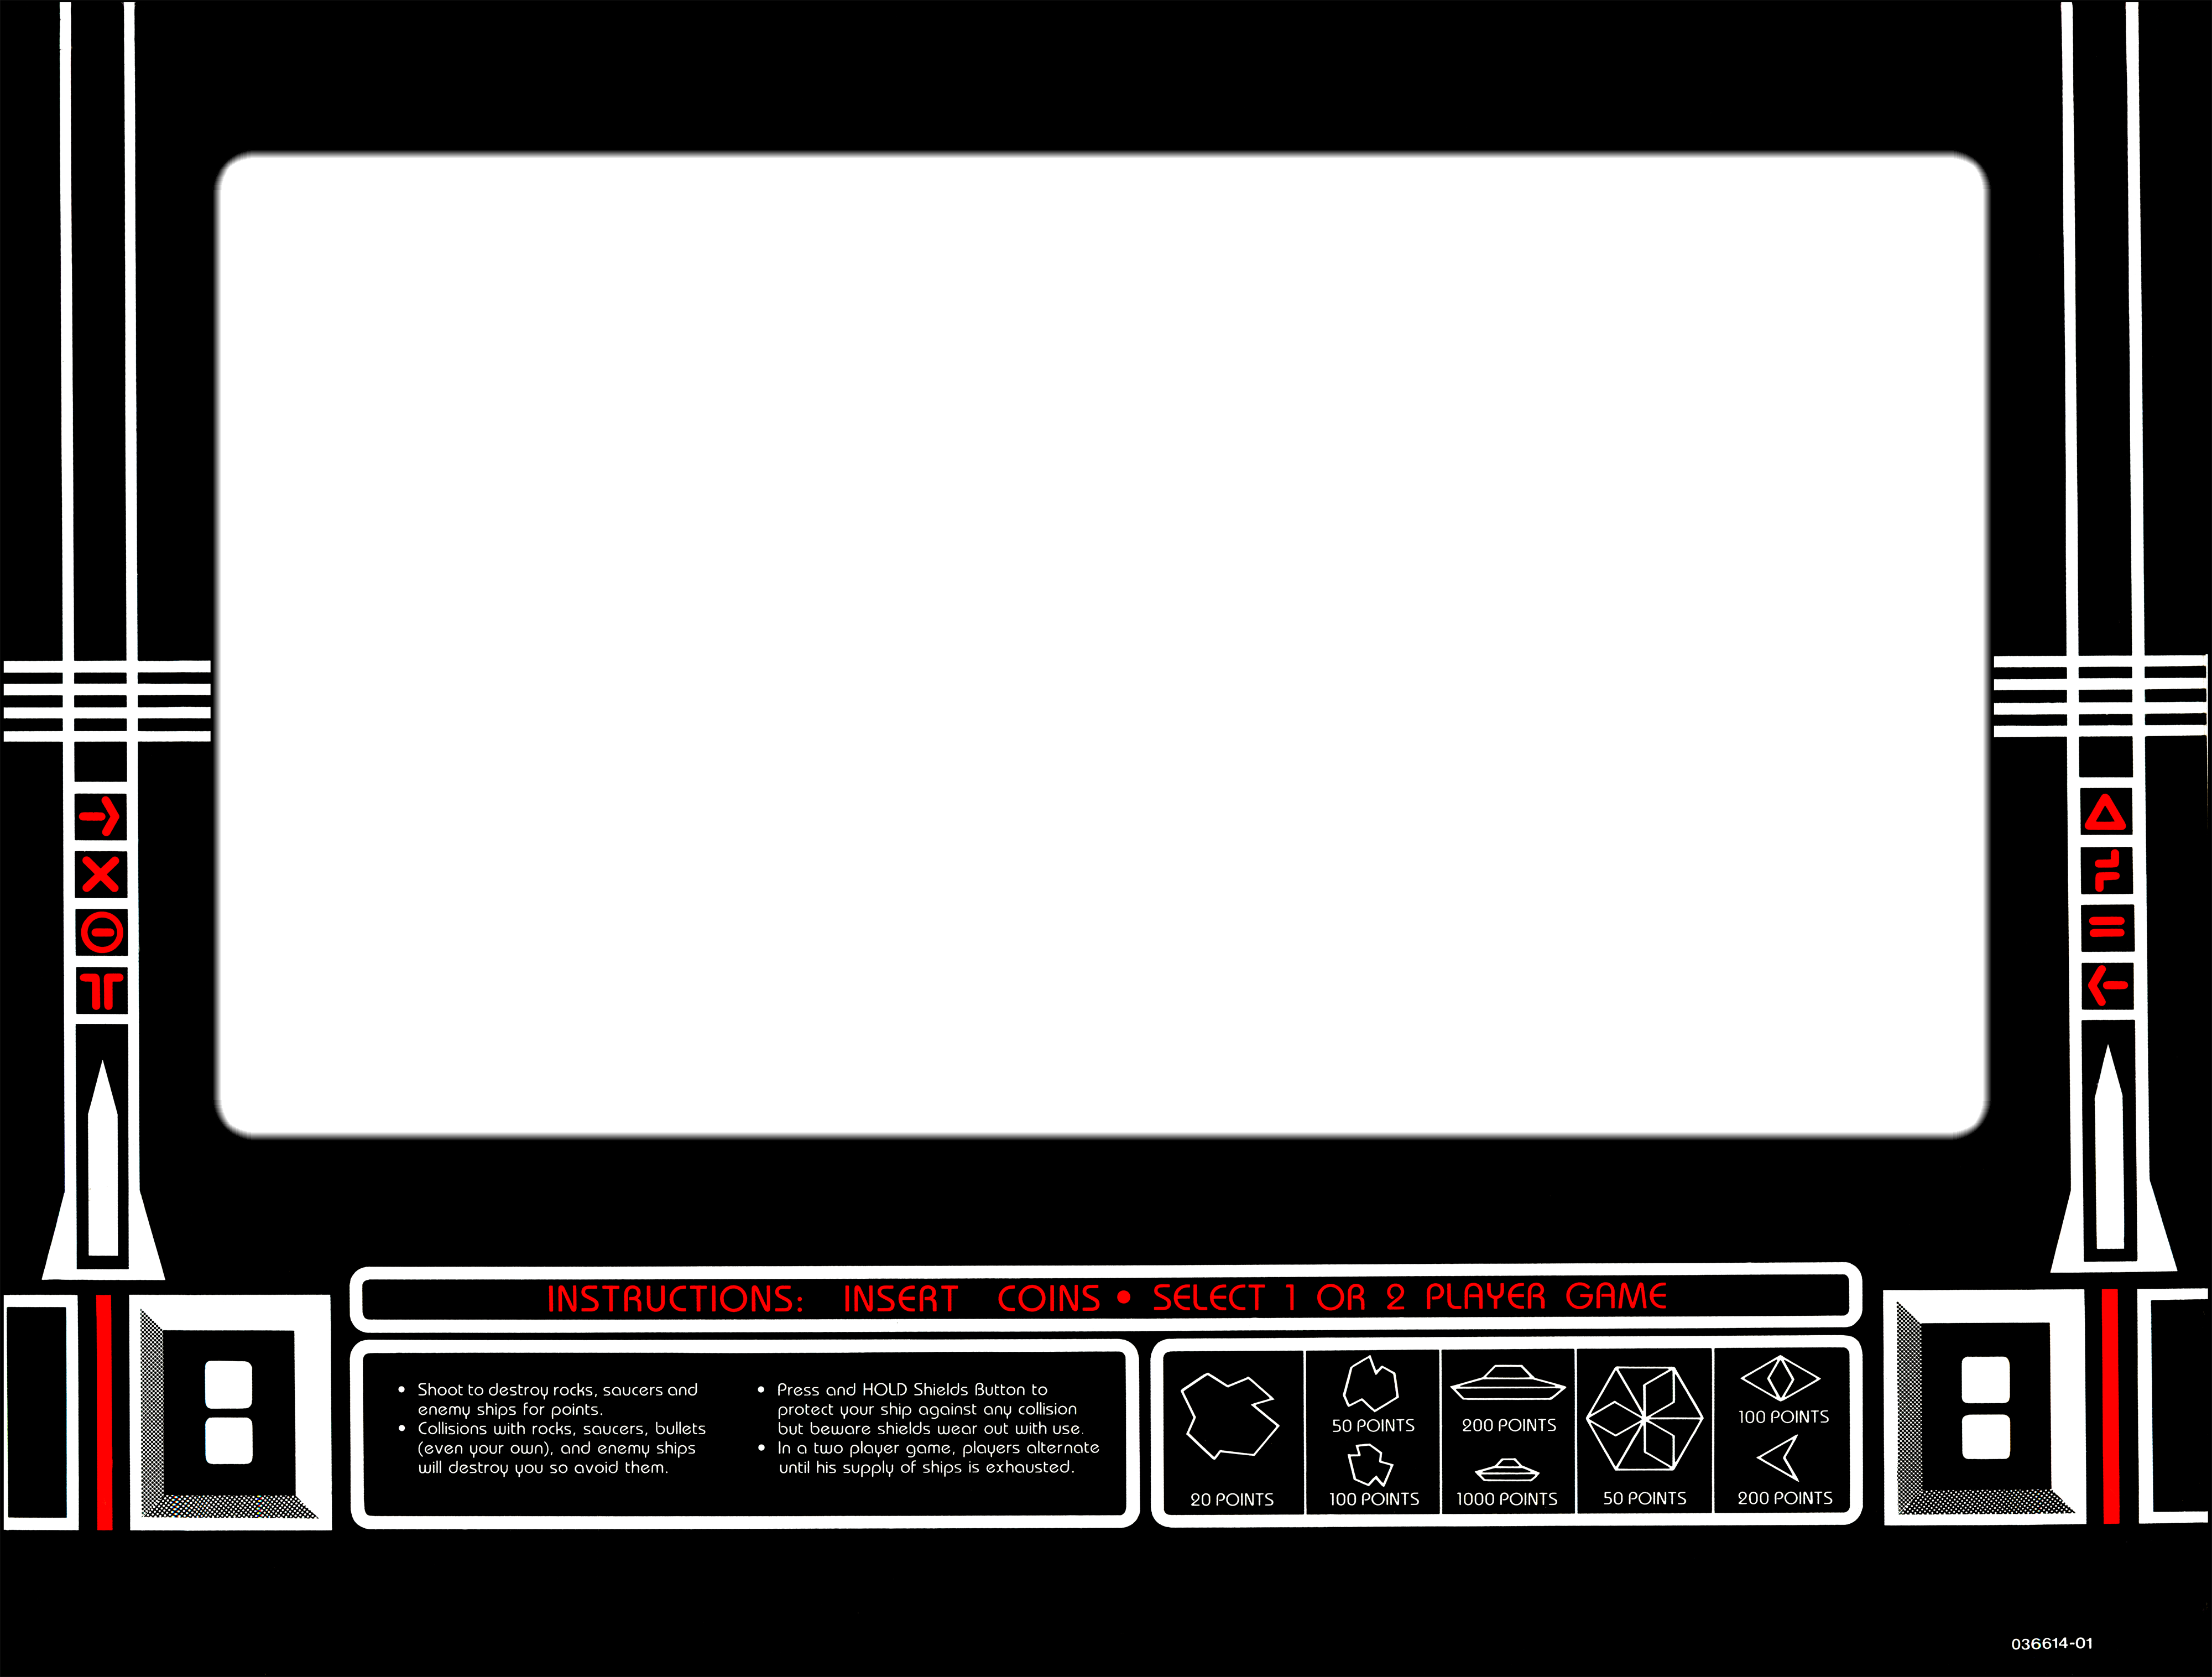 INSTRUCTIONS: INSERT COINS • SELECT 1 OR 2 PLAYER GAME
• Shoot to destroy rocks, saucers and
enemy ships for points.
• Collisions with rocks, saucers, bullets
(even your own), and enemy ships
will destroy you so avoid them.
• Press and HOLD Shields Button to
protect your ship against any collision
but beware shields wear out with use.
• In a two player game, players alternate
until his supply of ships is exhausted.
20 POINTS
50 POINTS
100 POINTS
200 POINTS
1000 POINTS
50 POINTS
100 POINTS
200 POINTS
036614-01